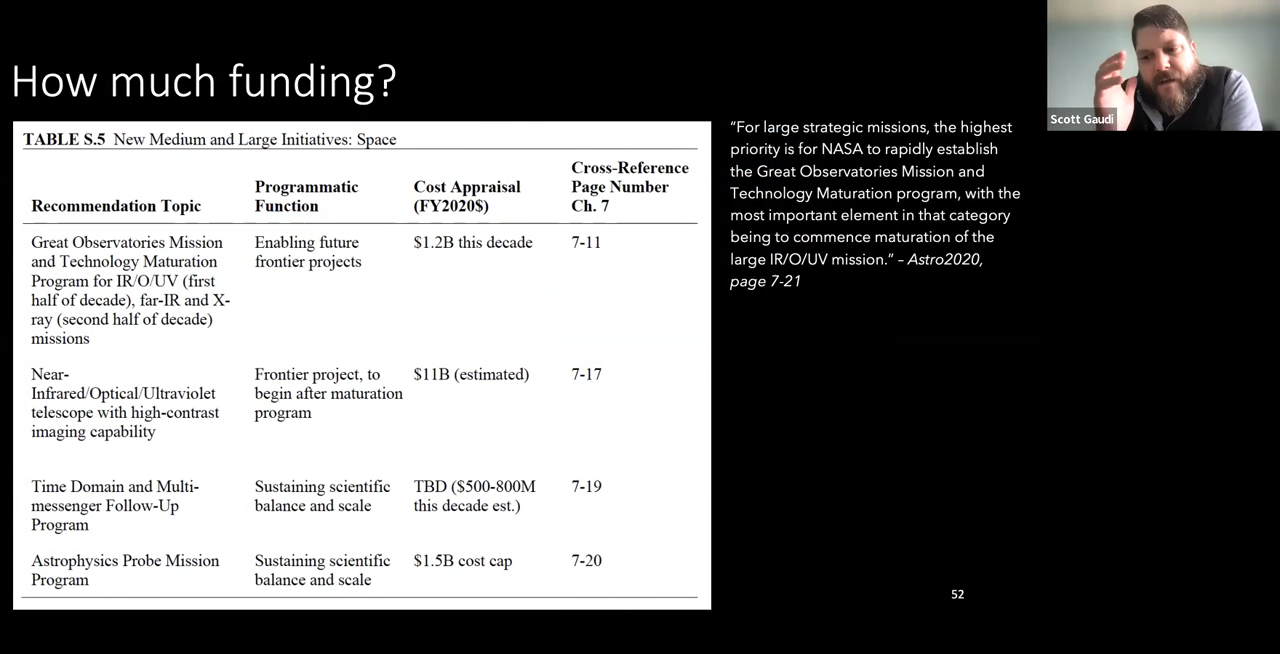 How much funding?
Scott Gaudi
TABLE S.5 New Medium and Large Initiatives: Space
Recommendation Topic
Programmatic
Function
Cost Appraisal
(FY2020$)
Cross-Reference
Page Number
Ch. 7
Great Observatories Mission
and Technology Maturation
Program for IR/O/UV (first
half of decade), far-IR and X-
ray (second half of decade)
missions
Enabling future
frontier projects
$1.2B this decade
7-11
Near-
Infrared/Optical/Ultraviolet
telescope with high-contrast
imaging capability
Frontier project, to
begin after maturation
program
$11B (estimated)
7-17
Time Domain and Multi-
messenger Follow-Up
Program
Sustaining scientific
balance and scale
TBD ($500-800M
this decade est.)
7-19
Astrophysics Probe Mission
Program
Sustaining scientific
balance and scale
$1.5B cost cap
7-20
“For large strategic missions, the highest
priority is for NASA to rapidly establish
the Great Observatories Mission and
Technology Maturation program, with the
most important element in that category
being to commence maturation of the
large IR/O/UV mission.” – Astro2020,
page 7-21
52